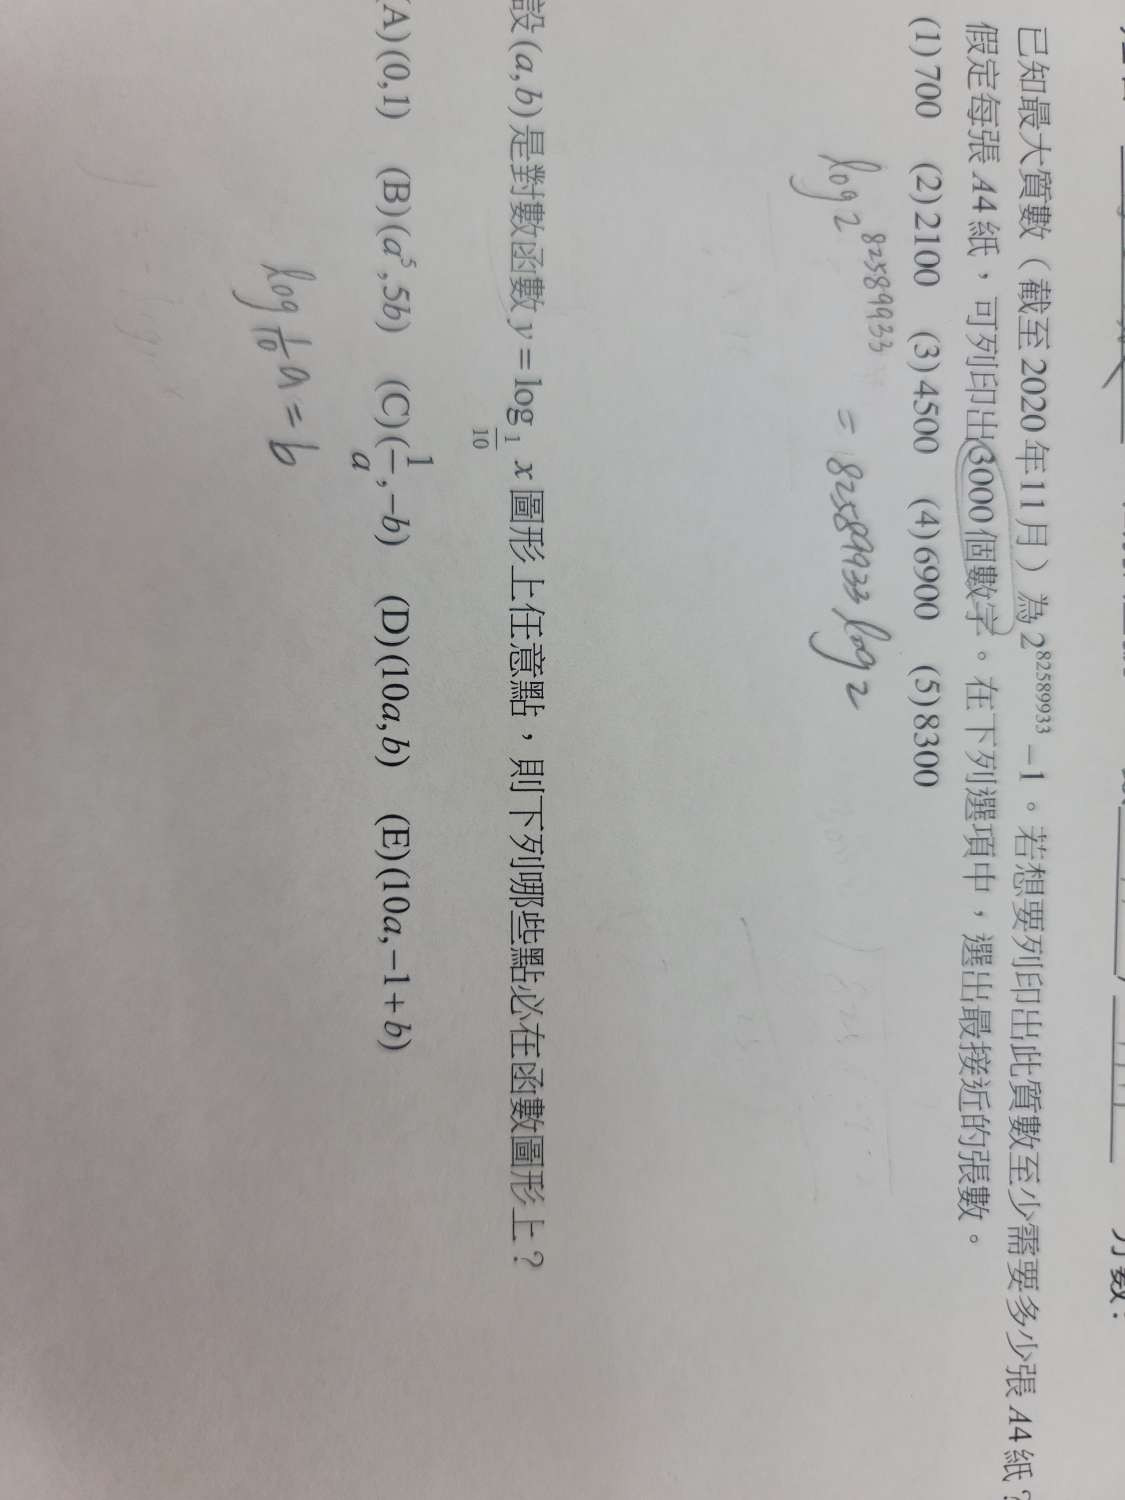 已知最大質數（截至2020年11月）為2^82589933 −1。若想要列印出此質數至少需要多少張A4紙？
假定每張A4紙，可列印出3000個數字。在下列選項中，選出最接近的張數。
(1)700 (2)2100 (3)4500 (4)6900 (5)8300
log 2^82589933 = 82589933 log 2
設(a,b)是對數函數y=log_{1/10} x圖形上任意點，則下列哪些點必在函數圖形上？
(A)(0,1) (B)(a^5,5b) (C)(1/a,−b) (D)(10a,b) (E)(10a,−1+b)
log_{1/10} a = b